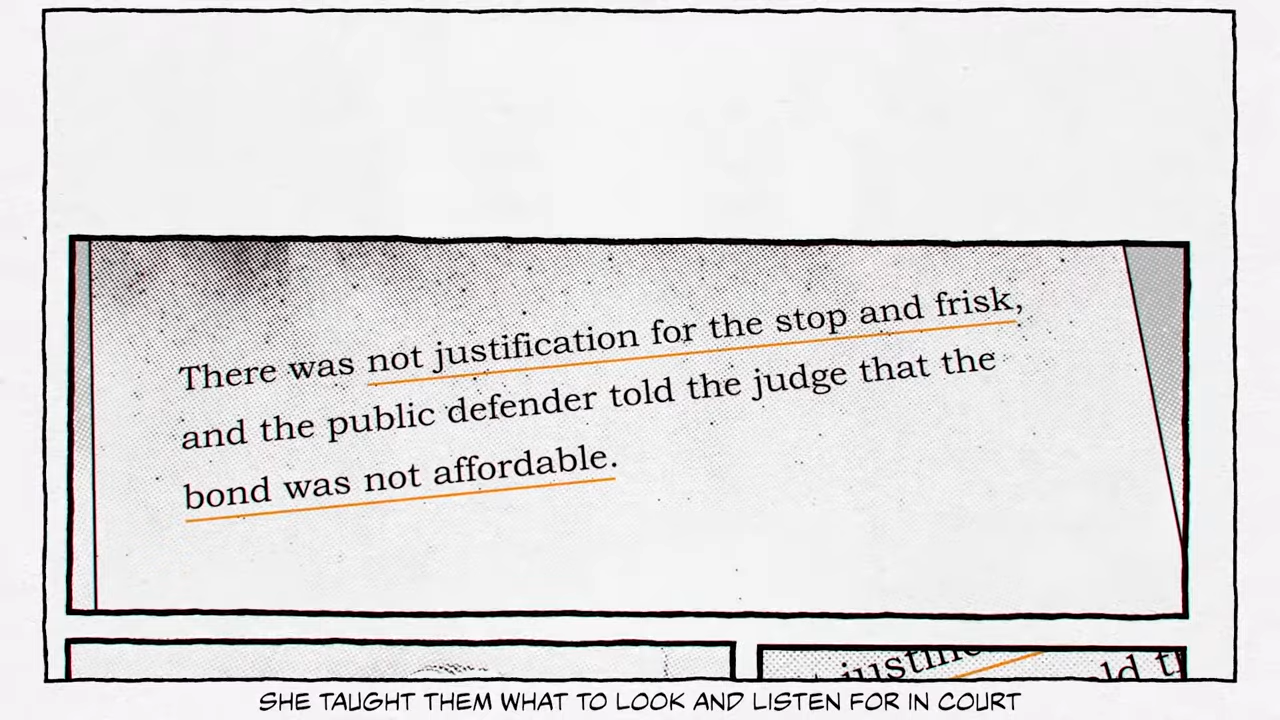 There was not justification for the stop and frisk,
and the public defender told the judge that the
bond was not affordable.
SHE TAUGHT THEM WHAT TO LOOK AND LISTEN FOR IN COURT